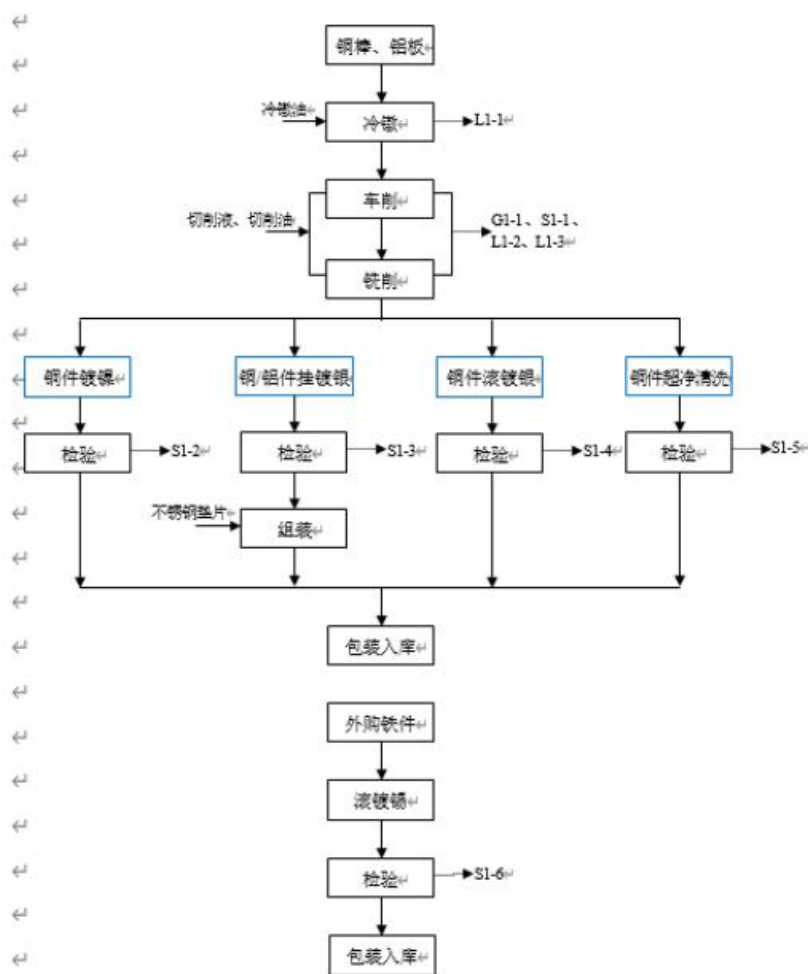 铜棒、铝板
冷镦油
冷镦
L1-1
车削
切削液、切削油
G1-1、S1-1、
L1-2、L1-3
铣削
铜件镀镍
铜/铝件挂镀银
铜件滚镀银
铜件超净清洗
检验
S1-2
检验
S1-3
检验
S1-4
检验
S1-5
不锈钢垫片
组装
包装入库
外购铁件
滚镀锡
检验
S1-6
包装入库